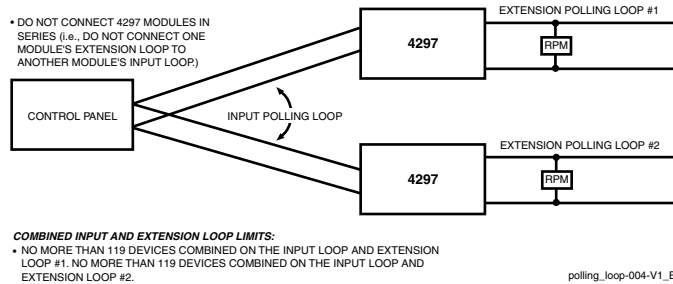 • DO NOT CONNECT 4297 MODULES IN
SERIES (i.e., DO NOT CONNECT ONE
MODULE'S EXTENSION LOOP TO
ANOTHER MODULE'S INPUT LOOP.)
EXTENSION POLLING LOOP #1
4297
RPM
CONTROL PANEL
INPUT POLLING LOOP
EXTENSION POLLING LOOP #2
4297
RPM
COMBINED INPUT AND EXTENSION LOOP LIMITS:
• NO MORE THAN 119 DEVICES COMBINED ON THE INPUT LOOP AND EXTENSION
LOOP #1. NO MORE THAN 119 DEVICES COMBINED ON THE INPUT LOOP AND
EXTENSION LOOP #2.
polling_loop-004-V1_E